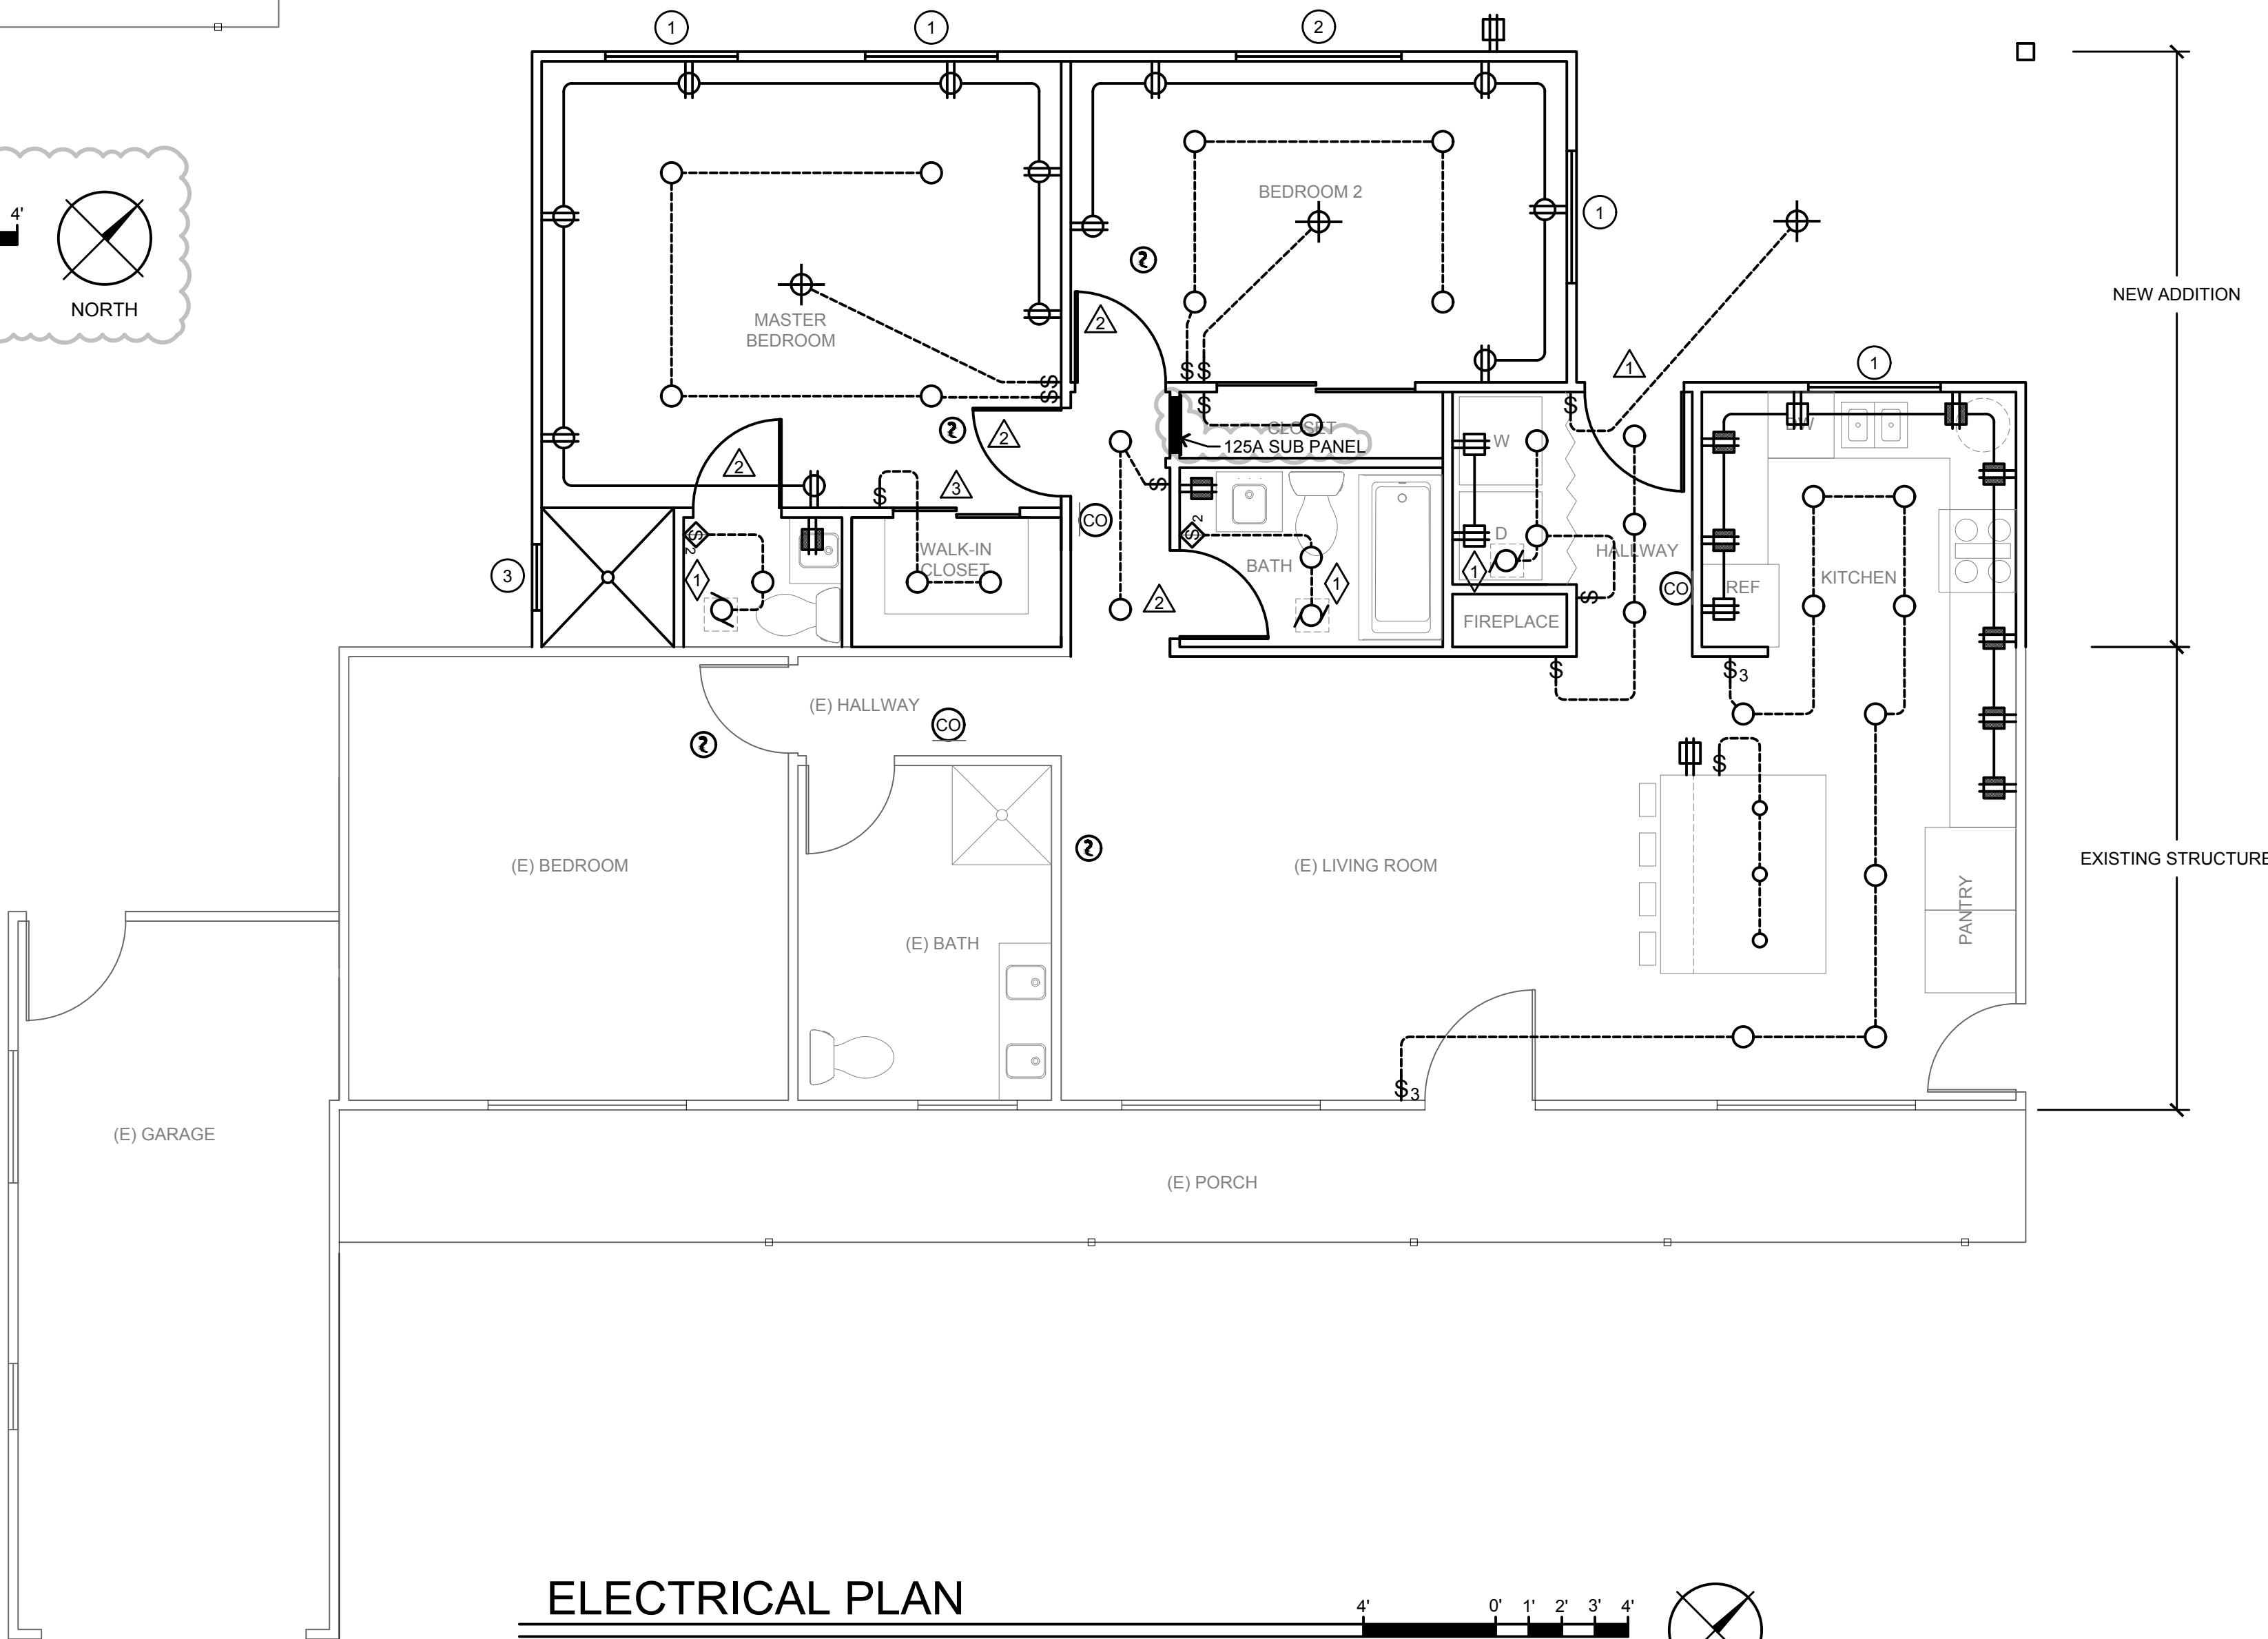 1
1
2
4'
NORTH
BEDROOM 2
1
2
NEW ADDITION
MASTER
BEDROOM
$
$
$$
1
1
2
2
$
$
CLOSET
125A SUB PANEL
W
3
$
$
CO
$
2
$
2
D
WALK-IN
CLOSET
BATH
HALLWAY
3
1
1
1
CO
REF
KITCHEN
2
$
FIREPLACE
$
$3
(E) HALLWAY
CO
$
(E) BEDROOM
(E) LIVING ROOM
EXISTING STRUCTURE
PANTRY
(E) BATH
$3
(E) GARAGE
(E) PORCH
ELECTRICAL PLAN
4' 0' 1' 2' 3' 4'